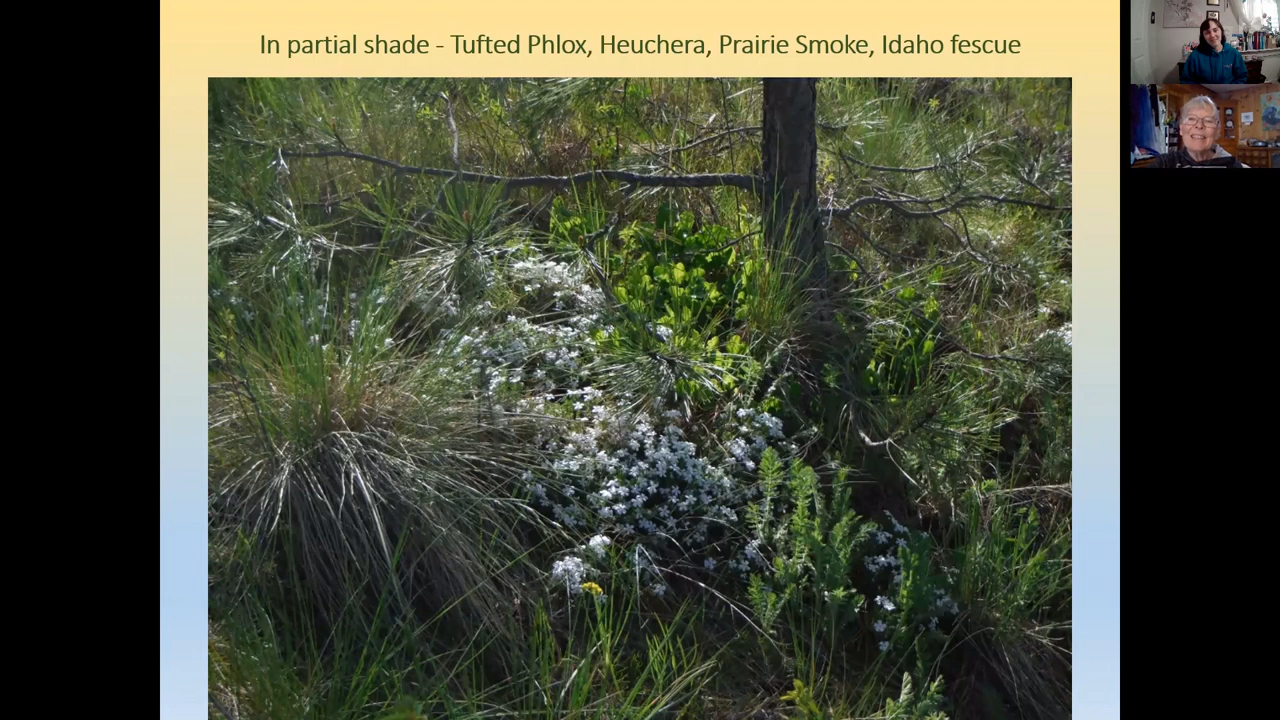 In partial shade - Tufted Phlox, Heuchera, Prairie Smoke, Idaho fescue